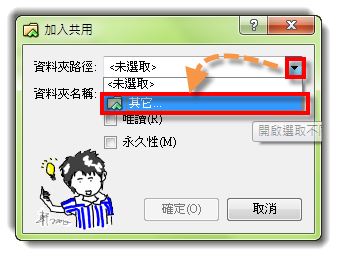 加入共用
?
資料夾路徑: <未選取>
<未選取>
資料夾名稱:
其它...
唯讀(R)
開啟選取不
永久性(M)
確定(O) 取消